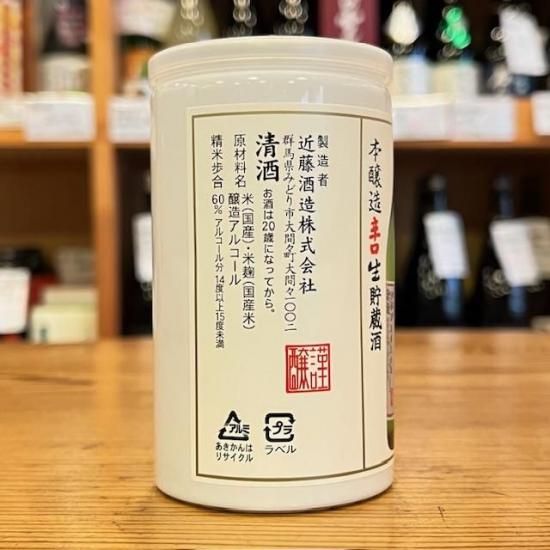 本醸造辛口生貯蔵酒
製造者
近藤酒造株式会社
群馬県みどり市大間々町大間々一〇〇二
清酒
お酒は20歳になってから。
原材料名 米(国産)・米麹(国産米)
醸造アルコール
精米歩合 60% アルコール分 14度以上15度未満
謹醸
アルミ
あきかんは
リサイクル
プラ
ラベル